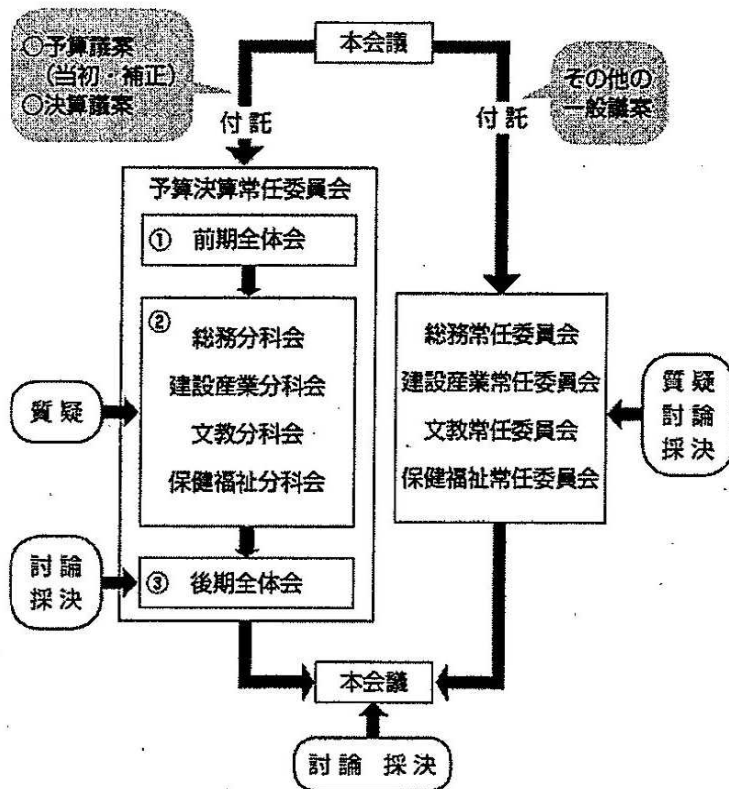 本会議
○予算議案
(当初・補正)
○決算議案
付託
その他の
一般議案
付託
予算決算常任委員会
① 前期全体会
②
総務分科会
建設産業分科会
文教分科会
保健福祉分科会
質疑
③ 後期全体会
討論
採決
総務常任委員会
建設産業常任委員会
文教常任委員会
保健福祉常任委員会
質疑
討論
採決
本会議
討論 採決